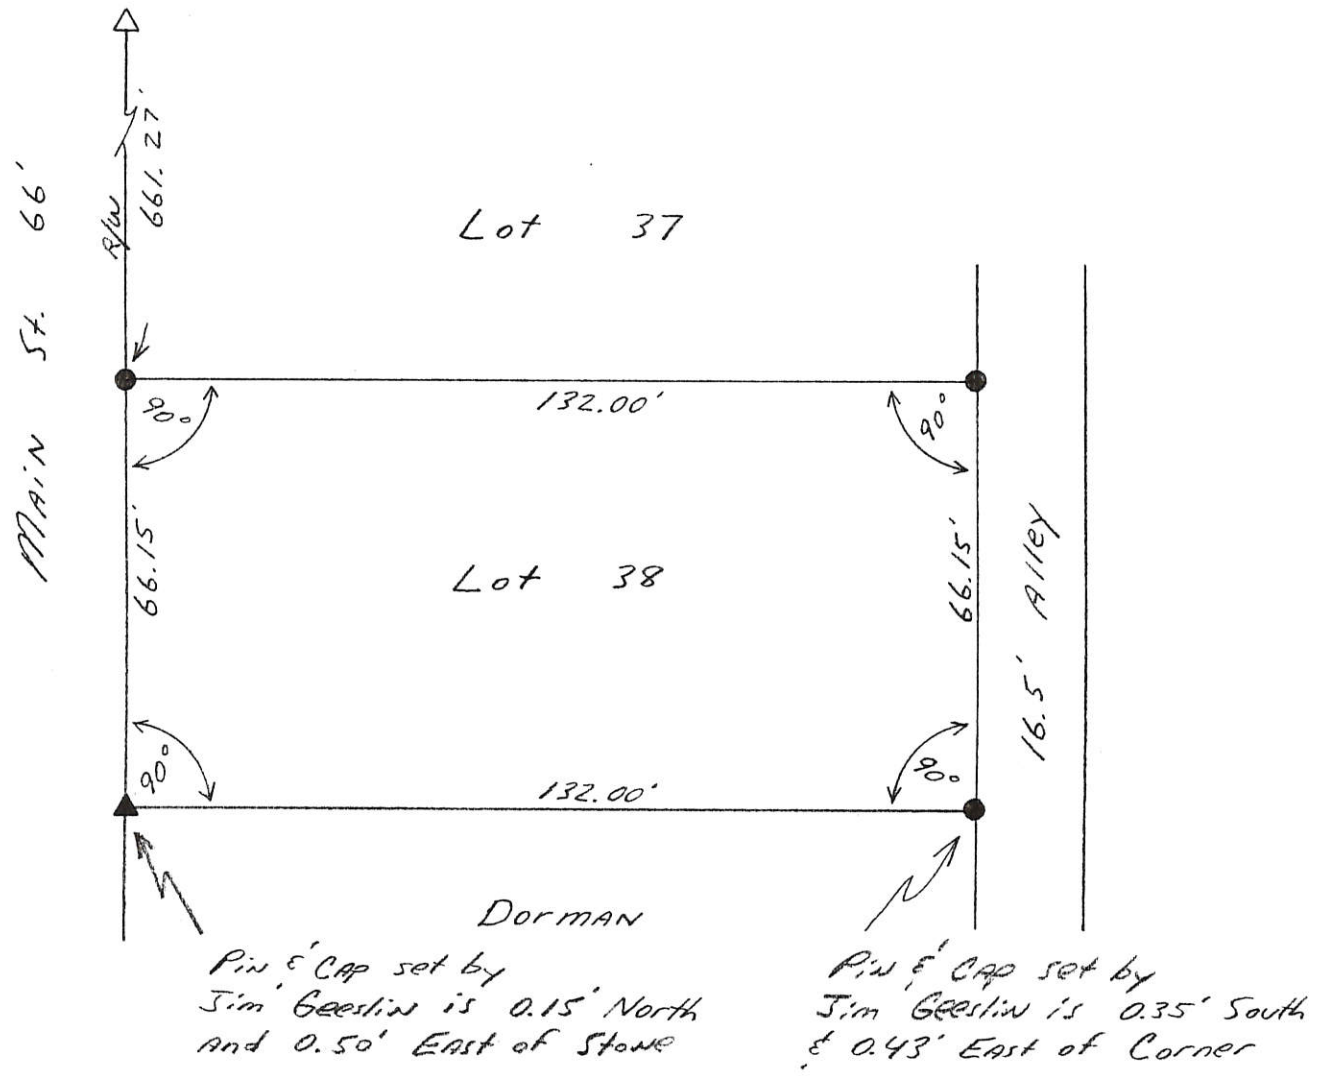 Main St. 66'
R/W
661.27'
Lot 37
132.00'
90°
90°
66.15'
Lot 38
66.15'
16.5' Alley
90°
90°
132.00'
Dorman
Pin & Cap set by
Jim Geeslin is 0.15' North
and 0.50' East of Stone
Pin & Cap set by
Jim Geeslin is 0.35' South
& 0.43' East of Corner